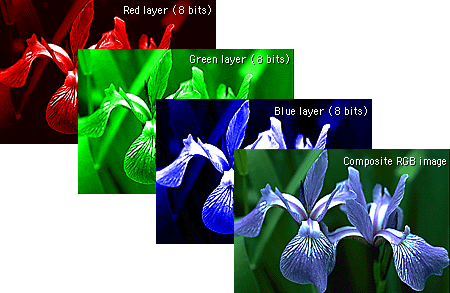 Red layer (8 bits)
Green layer (8 bits)
Blue layer (8 bits)
Composite RGB image